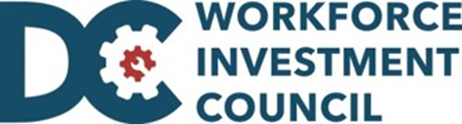 DC
WORKFORCE
INVESTMENT
COUNCIL